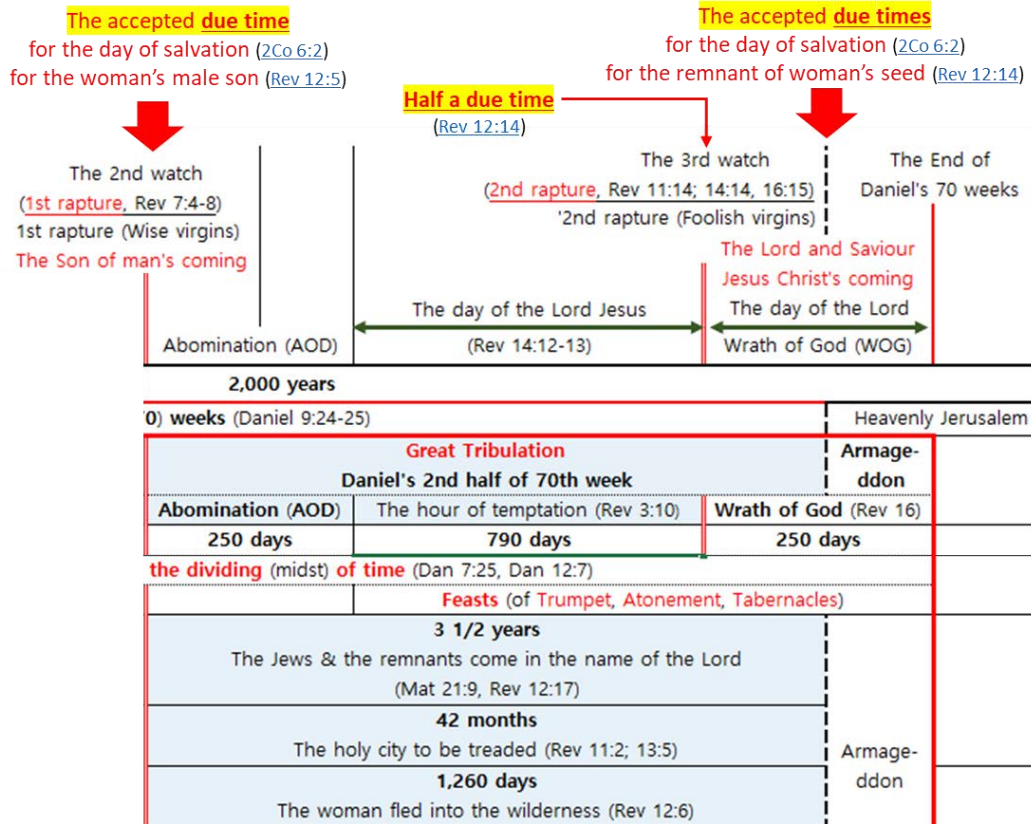 The accepted due time
for the day of salvation (2Co 6:2)
for the woman's male son (Rev 12:5)
The accepted due times
for the day of salvation (2Co 6:2)
for the remnant of woman's seed (Rev 12:14)
Half a due time
(Rev 12:14)
The 2nd watch
(1st rapture, Rev 7:4-8)
1st rapture (Wise virgins)
The Son of man's coming
The 3rd watch
(2nd rapture, Rev 11:14; 14:14, 16:15)
'2nd rapture (Foolish virgins)
The End of
Daniel's 70 weeks
The Lord and Saviour
Jesus Christ's coming
The day of the Lord Jesus
The day of the Lord
Abomination (AOD)
(Rev 14:12-13)
Wrath of God (WOG)
2,000 years
0) weeks (Daniel 9:24-25)
Heavenly Jerusalem
Great Tribulation
Daniel's 2nd half of 70th week
Armage-
ddon
Abomination (AOD)
The hour of temptation (Rev 3:10)
Wrath of God (Rev 16)
250 days
790 days
250 days
the dividing (midst) of time (Dan 7:25, Dan 12:7)
Feasts (of Trumpet, Atonement, Tabernacles)
3 1/2 years
The Jews & the remnants come in the name of the Lord
(Mat 21:9, Rev 12:17)
42 months
The holy city to be treaded (Rev 11:2; 13:5)
Armage-
ddon
1,260 days
The woman fled into the wilderness (Rev 12:6)